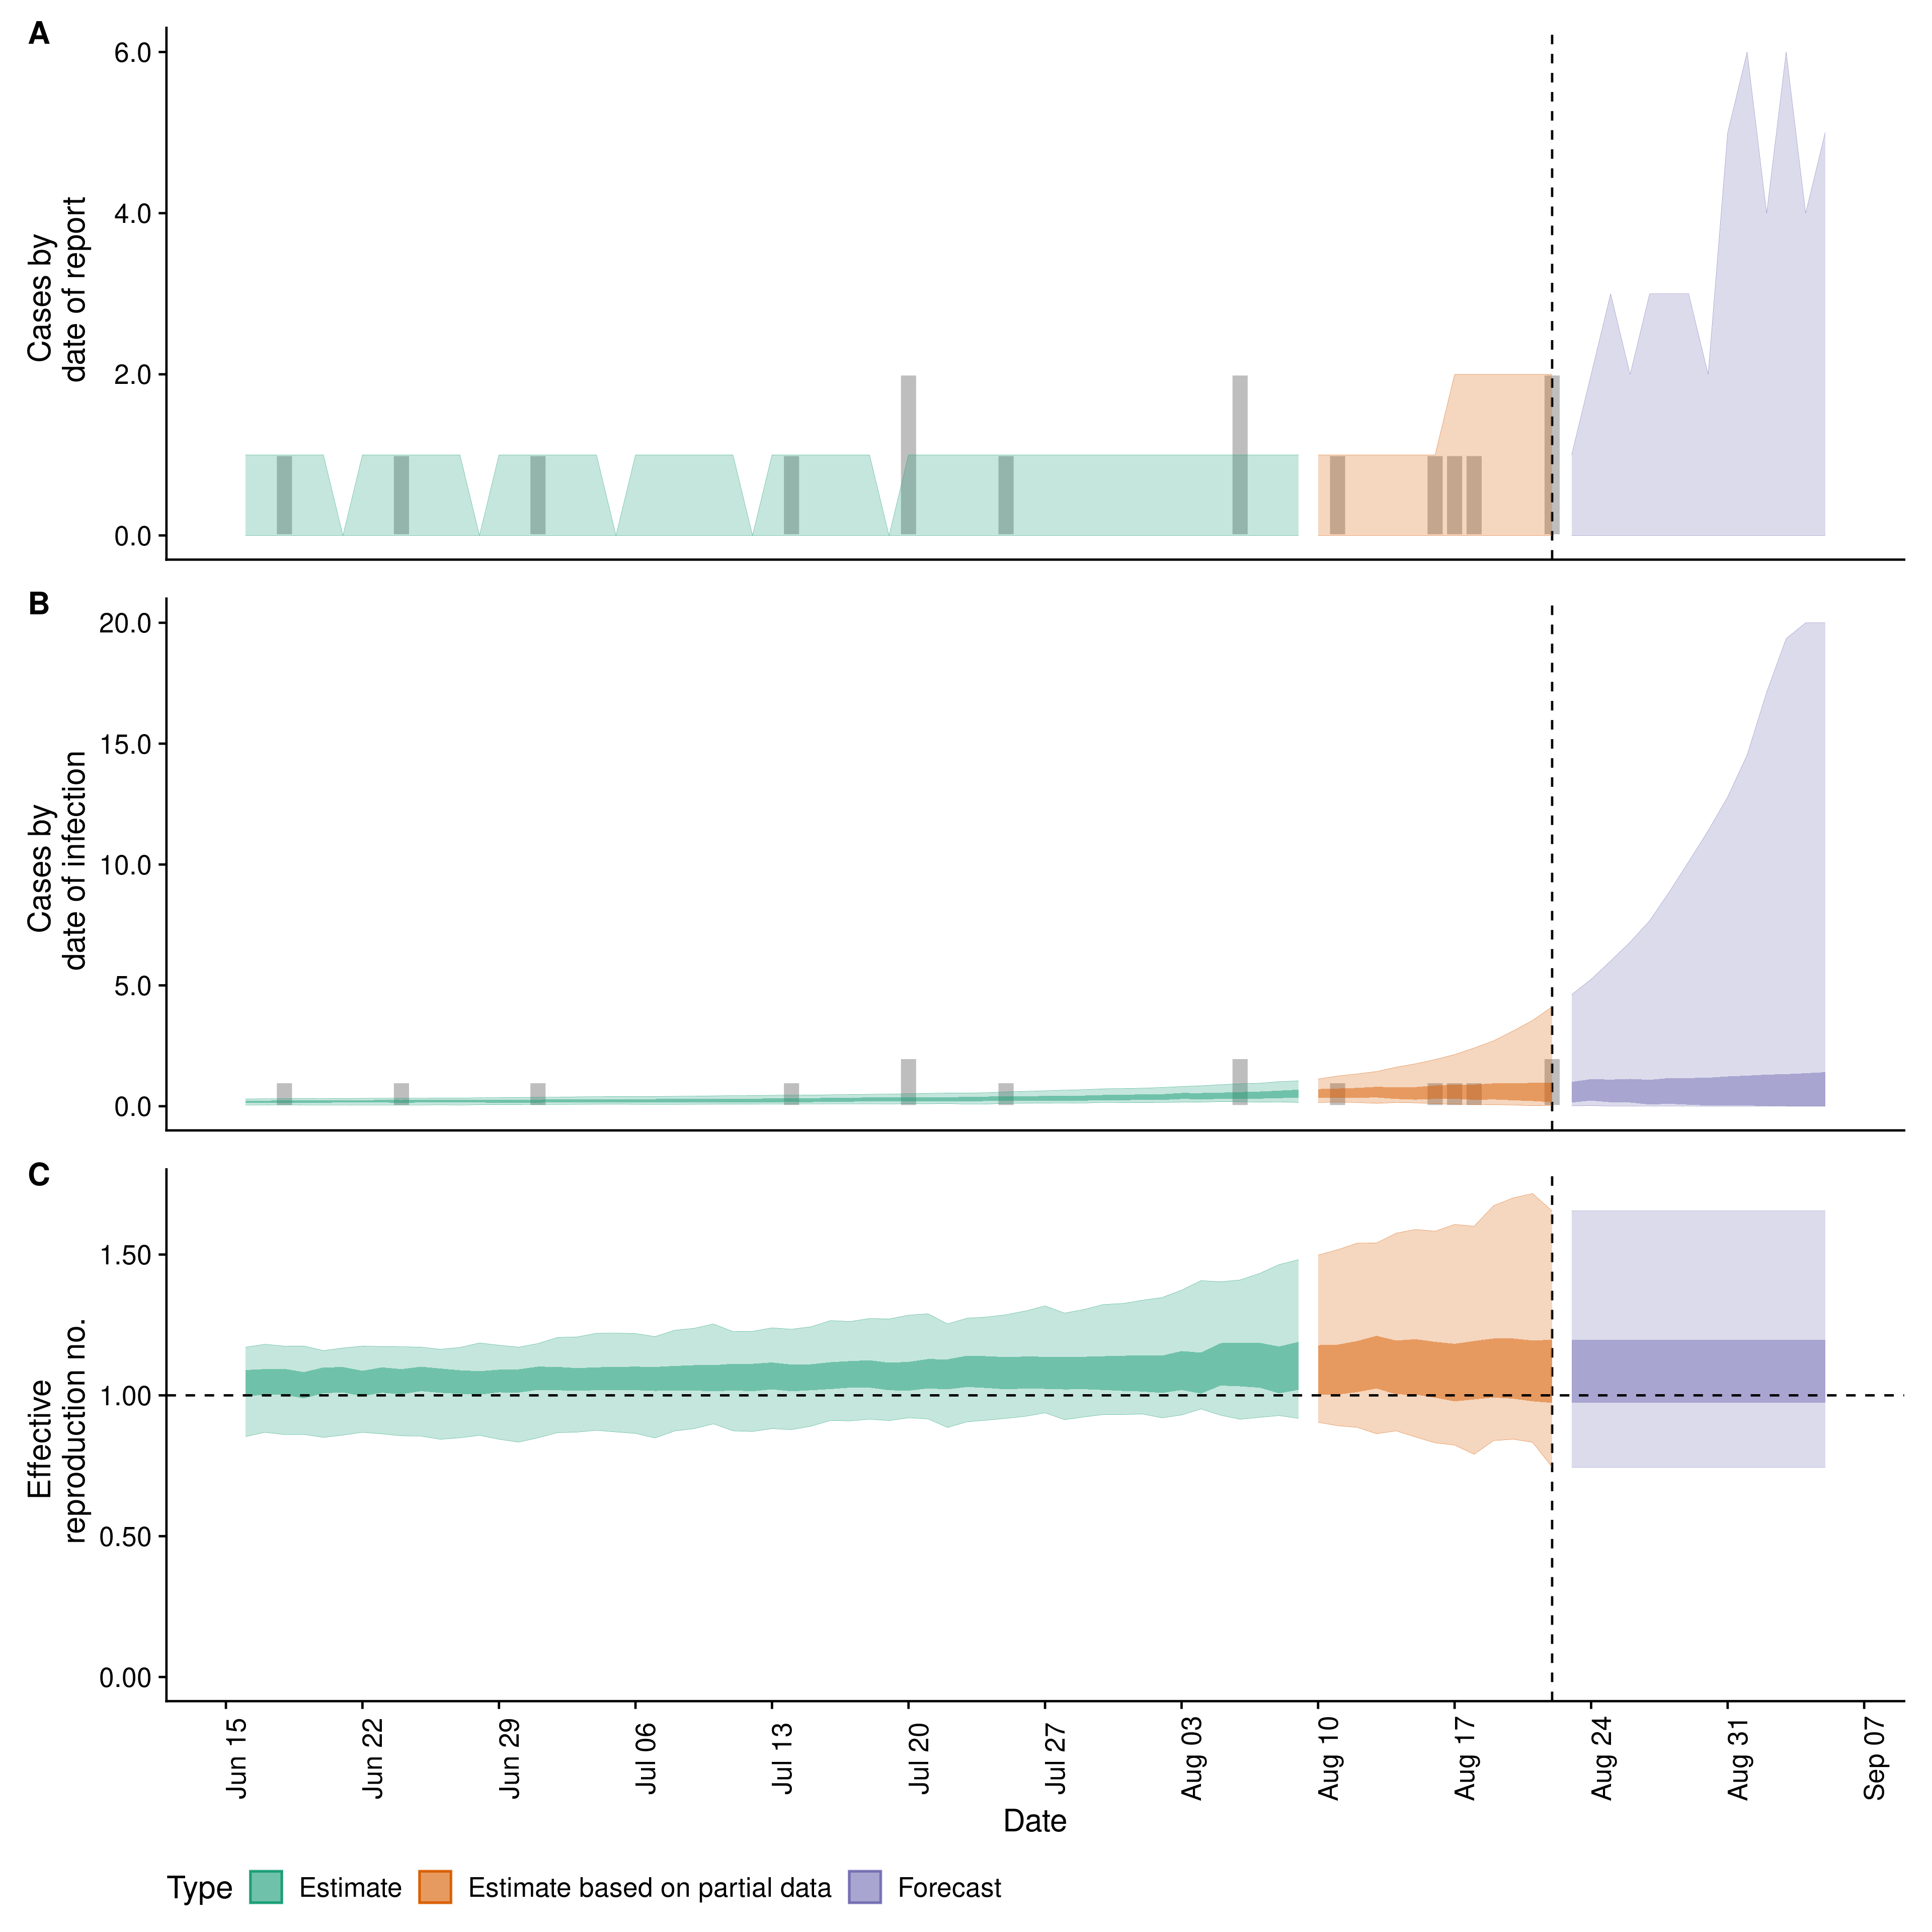 A
6.0
4.0
2.0
0.0
Cases by
date of report
B
20.0
15.0
10.0
5.0
0.0
Cases by
date of infection
C
1.50
1.00
0.50
0.00
Effective
reproduction no.
Jun 15
Jun 22
Jun 29
Jul 06
Jul 13
Jul 20
Jul 27
Aug 03
Aug 10
Aug 17
Aug 24
Aug 31
Sep 07
Date
Type
Estimate
Estimate based on partial data
Forecast